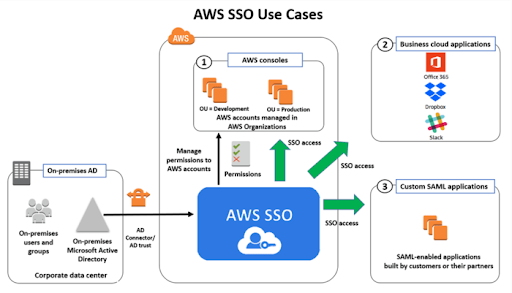 AWS SSO Use Cases
AWS
1
AWS consoles
OU = Development
OU = Production
AWS accounts managed in
AWS Organizations
2
Business cloud applications
Office 365
Dropbox
Slack
Manage
permissions to
AWS accounts
Permissions
SSO access
SSO access
On-premises AD
On-premises
users and
groups
On-premises
Microsoft Active
Directory
Corporate data center
AD
Connector/
AD trust
AWS SSO
SSO access
3
Custom SAML applications
SAML-enabled applications
built by customers or their partners